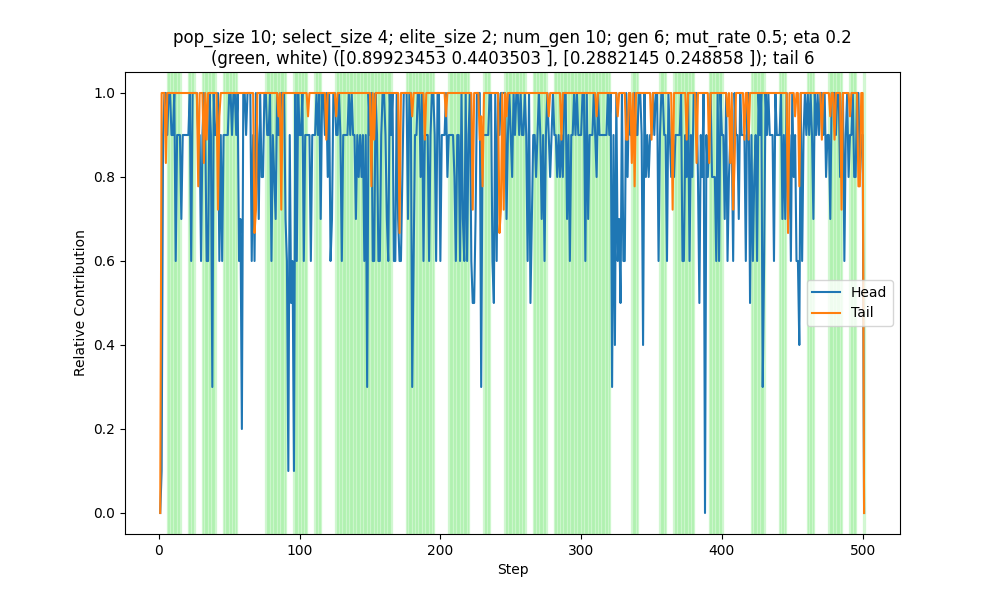 pop_size 10; select_size 4; elite_size 2; num_gen 10; gen 6; mut_rate 0.5; eta 0.2
(green, white) ([0.89923453 0.4403503 ], [0.2882145 0.248858 ]); tail 6
1.0
0.8
0.6
0.4
0.2
0.0
Relative Contribution
Head
Tail
0 100 200 300 400 500
Step